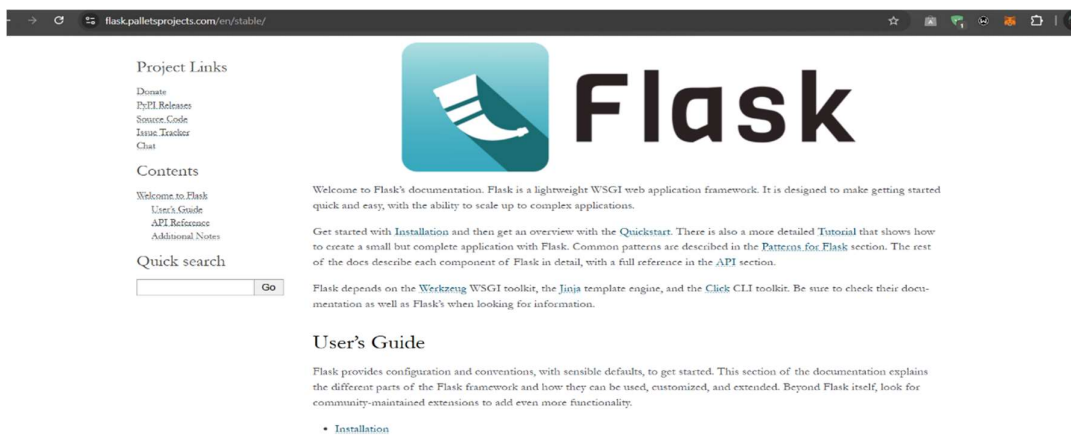 flask.palletsprojects.com/en/stable/
Project Links
Donate
PyPI Releases
Source Code
Issue Tracker
Chat
Contents
Welcome to Flask
User's Guide
API Reference
Additional Notes
Quick search
Go
Flask
Welcome to Flask's documentation. Flask is a lightweight WSGI web application framework. It is designed to make getting started
quick and easy, with the ability to scale up to complex applications.
Get started with Installation and then get an overview with the Quickstart. There is also a more detailed Tutorial that shows how
to create a small but complete application with Flask. Common patterns are described in the Patterns for Flask section. The rest
of the docs describe each component of Flask in detail, with a full reference in the API section.
Flask depends on the Werkzeug WSGI toolkit, the Jinja template engine, and the Click CLI toolkit. Be sure to check their docu-
mentation as well as Flask's when looking for information.
User's Guide
Flask provides configuration and conventions, with sensible defaults, to get started. This section of the documentation explains
the different parts of the Flask framework and how they can be used, customized, and extended. Beyond Flask itself, look for
community-maintained extensions to add even more functionality.
• Installation